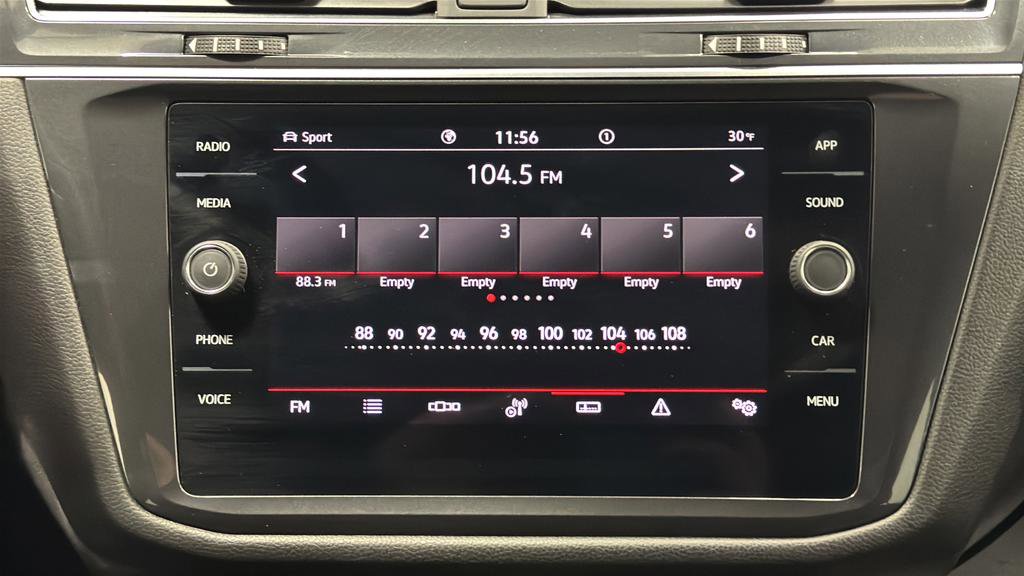 RADIO
MEDIA
PHONE
VOICE
Sport 11:56 1 30°F
< 104.5 FM >
1 2 3 4 5 6
88.3 FM Empty Empty Empty Empty Empty
88 90 92 94 96 98 100 102 104 106 108
FM
APP
SOUND
CAR
MENU